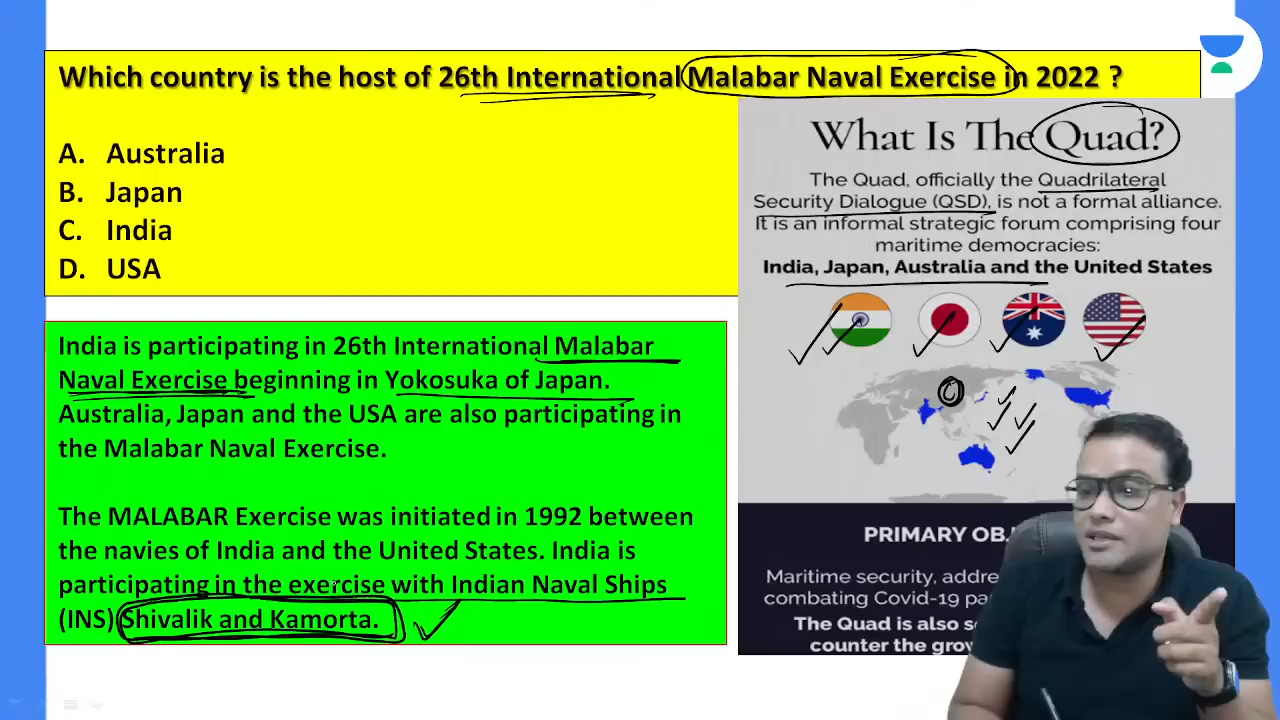 Which country is the host of 26th International Malabar Naval Exercise in 2022 ?
A. Australia
B. Japan
C. India
D. USA
India is participating in 26th International Malabar
Naval Exercise beginning in Yokosuka of Japan.
Australia, Japan and the USA are also participating in
the Malabar Naval Exercise.
The MALABAR Exercise was initiated in 1992 between
the navies of India and the United States. India is
participating in the exercise with Indian Naval Ships
(INS) Shivalik and Kamorta.
What Is The Quad?
The Quad, officially the Quadrilateral
Security Dialogue (QSD), is not a formal alliance.
It is an informal strategic forum comprising four
maritime democracies:
India, Japan, Australia and the United States
PRIMARY
Maritime security,
combating Covid-19
The Quad is also
counter the